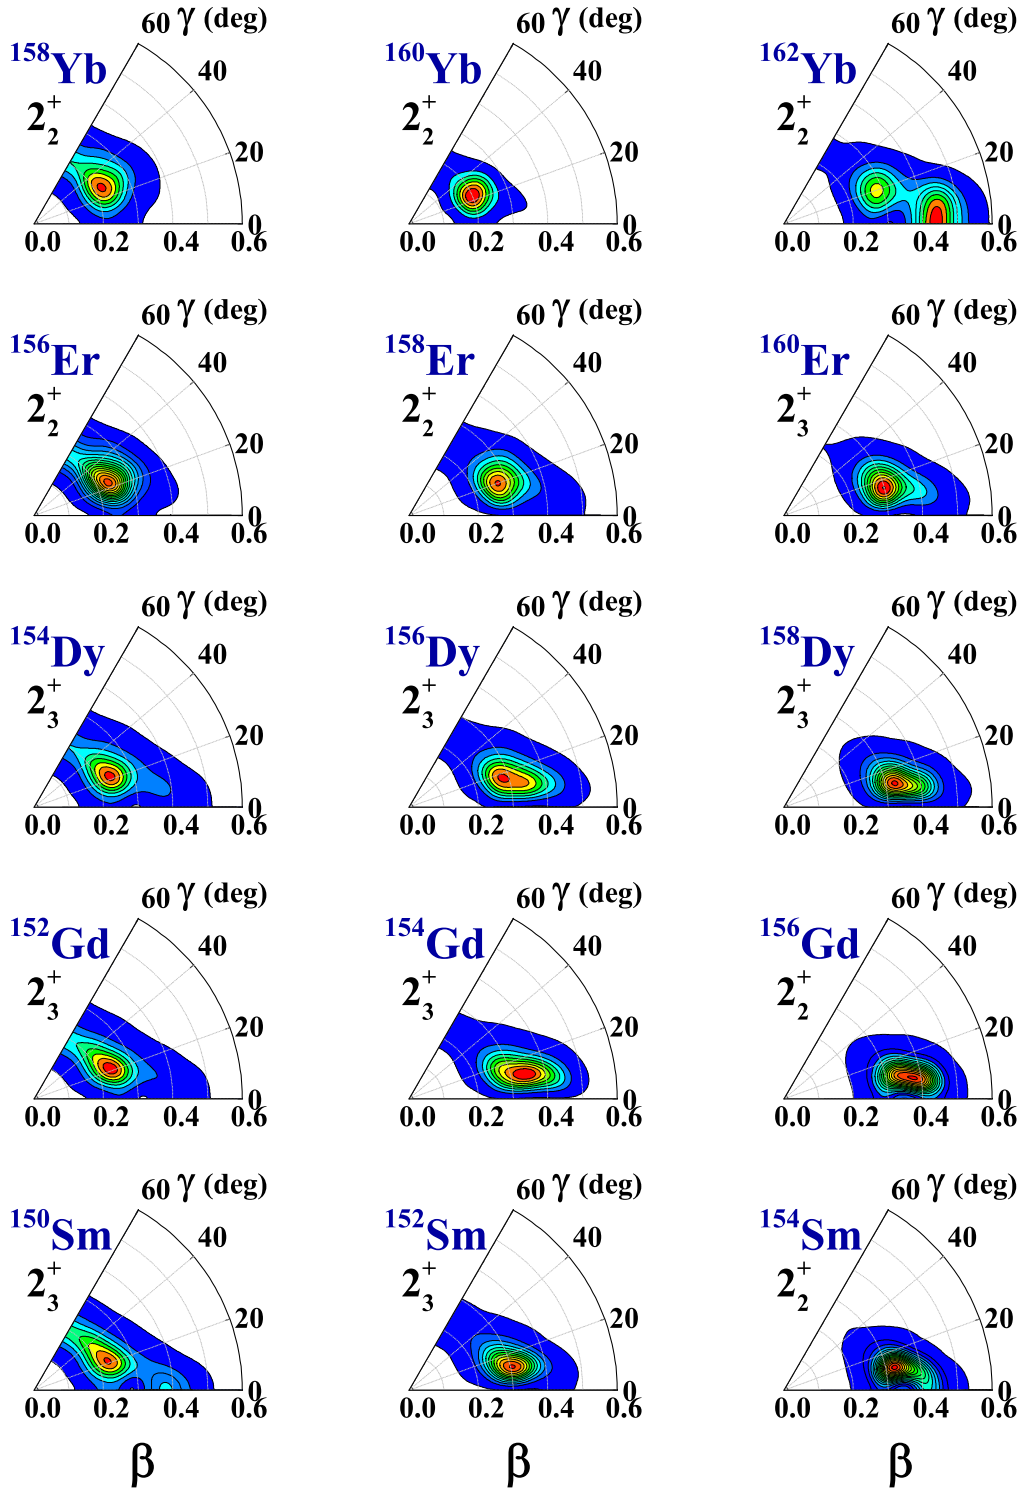 60 γ (deg) 60 γ (deg) 60 γ (deg)
158Yb 40 160Yb 40 162Yb 40
2+2 20 2+2 20 2+2 20
0 0 0
0.0 0.2 0.4 0.6 0.0 0.2 0.4 0.6 0.0 0.2 0.4 0.6
60 γ (deg) 60 γ (deg) 60 γ (deg)
156Er 40 158Er 40 160Er 40
2+2 20 2+2 20 2+3 20
0 0 0
0.0 0.2 0.4 0.6 0.0 0.2 0.4 0.6 0.0 0.2 0.4 0.6
60 γ (deg) 60 γ (deg) 60 γ (deg)
154Dy 40 156Dy 40 158Dy 40
2+3 20 2+3 20 2+3 20
0 0 0
0.0 0.2 0.4 0.6 0.0 0.2 0.4 0.6 0.0 0.2 0.4 0.6
60 γ (deg) 60 γ (deg) 60 γ (deg)
152Gd 40 154Gd 40 156Gd 40
2+3 20 2+3 20 2+2 20
0 0 0
0.0 0.2 0.4 0.6 0.0 0.2 0.4 0.6 0.0 0.2 0.4 0.6
60 γ (deg) 60 γ (deg) 60 γ (deg)
150Sm 40 152Sm 40 154Sm 40
2+3 20 2+3 20 2+2 20
0 0 0
0.0 0.2 0.4 0.6 0.0 0.2 0.4 0.6 0.0 0.2 0.4 0.6
β β β